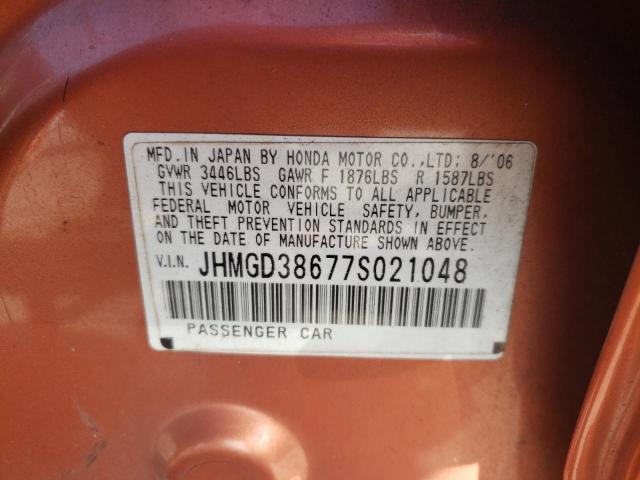 MFD. IN JAPAN BY HONDA MOTOR CO.,LTD: 8/'06
GVWR 3446LBS GAWR F 1876LBS R 1587LBS
THIS VEHICLE CONFORMS TO ALL APPLICABLE
FEDERAL MOTOR VEHICLE SAFETY, BUMPER,
AND THEFT PREVENTION STANDARDS IN EFFECT
ON THE DATE OF MANUFACTURE SHOWN ABOVE.
V.I.N. JHMGD38677S021048
PASSENGER CAR